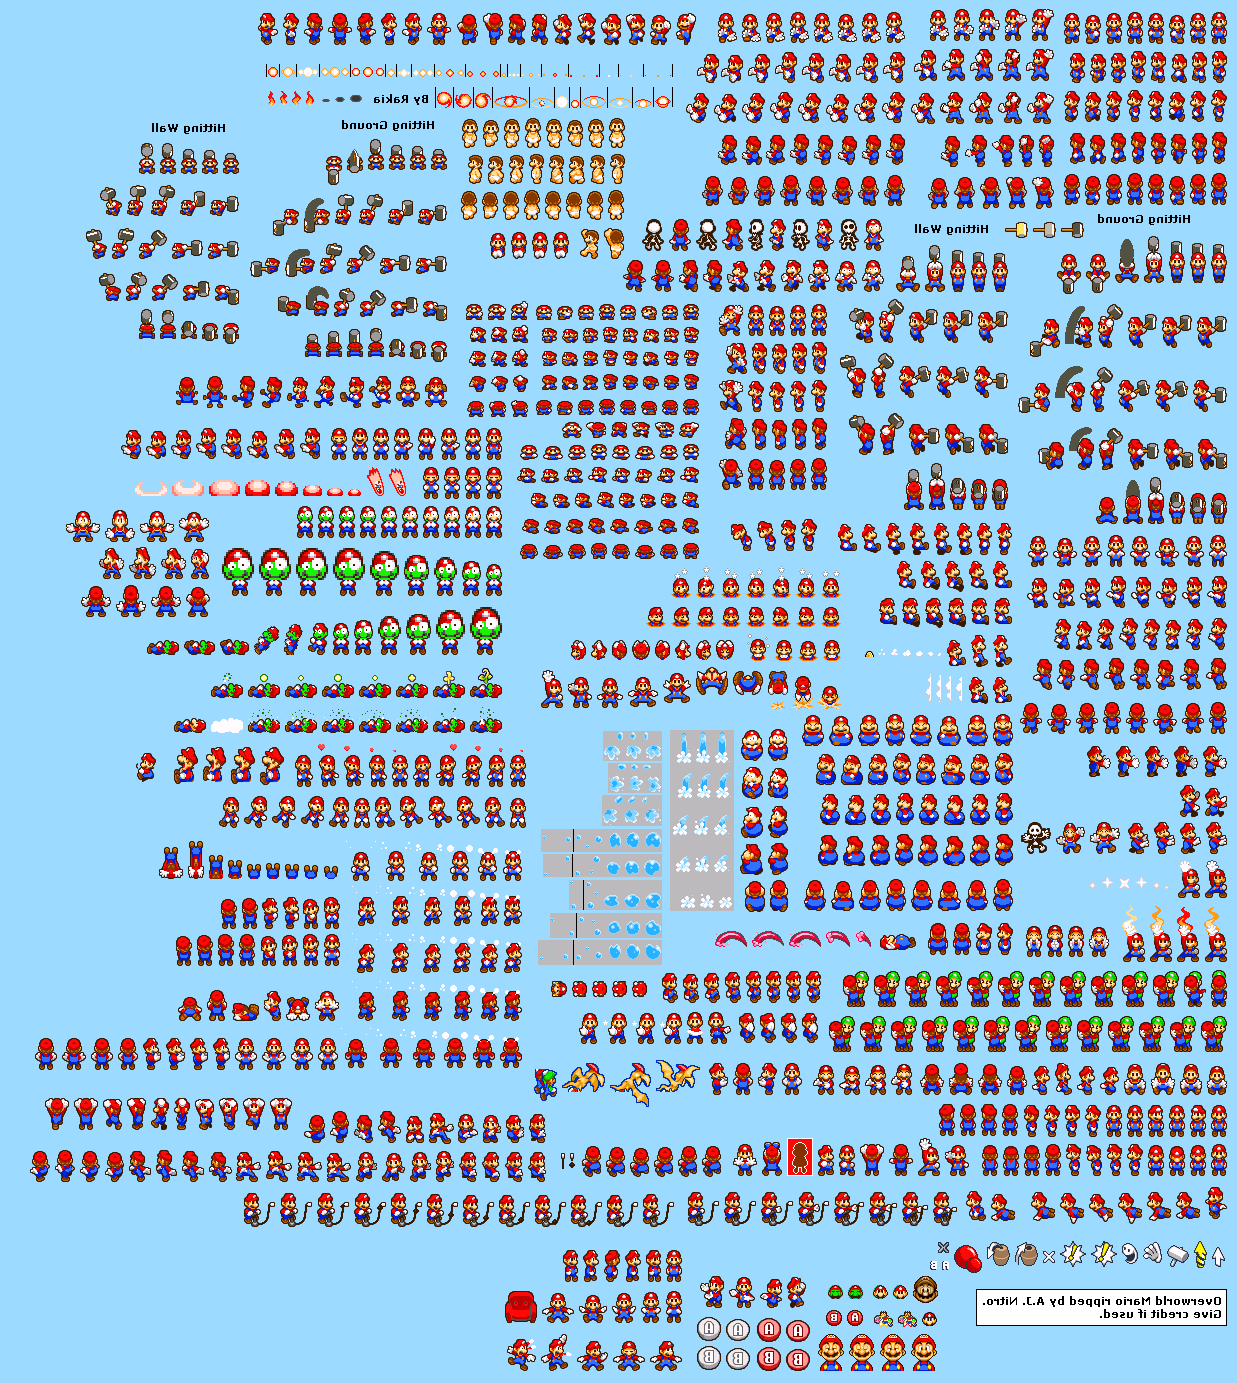 By Rakia
Hitting Wall
Hitting Ground
Hitting Wall
Hitting Ground
!!
A B
Overworld Mario ripped by A.J. Nitro.
Give credit if used.
B A
A A A A
B B B B